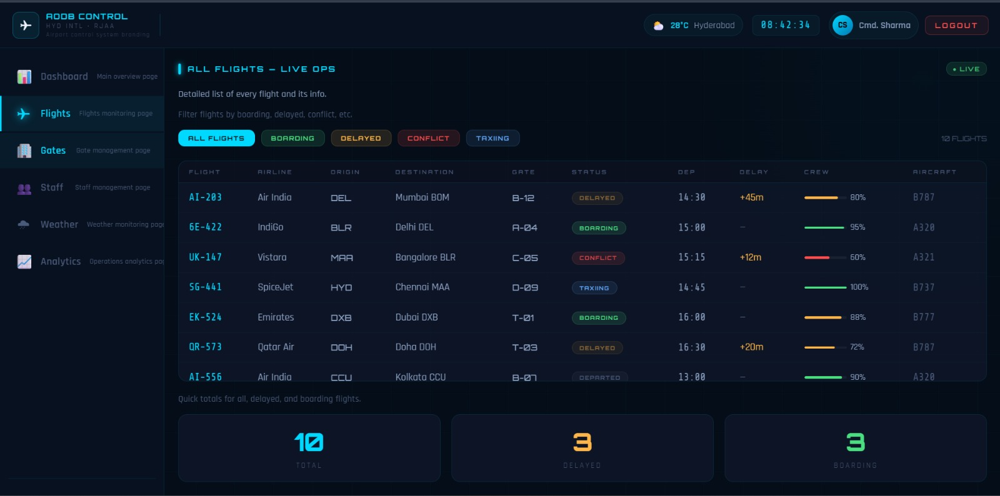 AODB CONTROL
HYD INTL • RJAA
Airport control system branding
28°C Hyderabad
08:42:34
CS Cmd. Sharma
LOGOUT
Dashboard Main overview page
Flights Flights monitoring page
Gates Gate management page
Staff Staff management page
Weather Weather monitoring page
Analytics Operations analytics pag
ALL FLIGHTS — LIVE OPS
• LIVE
Detailed list of every flight and its info.
Filter flights by boarding, delayed, conflict, etc.
ALL FLIGHTS BOARDING DELAYED CONFLICT TAXIING 10 FLIGHTS
FLIGHT AIRLINE ORIGIN DESTINATION GATE STATUS DEP DELAY CREW AIRCRAFT
AI-203 Air India DEL Mumbai BOM B-12 DELAYED 14:30 +45m 80% B787
6E-422 IndiGo BLR Delhi DEL A-04 BOARDING 15:00 — 95% A320
UK-147 Vistara MAA Bangalore BLR C-05 CONFLICT 15:15 +12m 60% A321
SG-441 SpiceJet HYD Chennai MAA D-09 TAXIING 14:45 — 100% B737
EK-524 Emirates DXB Dubai DXB T-01 BOARDING 16:00 — 88% B777
QR-573 Qatar Air DOH Doha DOH T-03 DELAYED 16:30 +20m 72% B787
AI-556 Air India CCU Kolkata CCU B-07 DEPARTED 13:00 — 90% A320
Quick totals for all, delayed, and boarding flights.
10
TOTAL
3
DELAYED
3
BOARDING